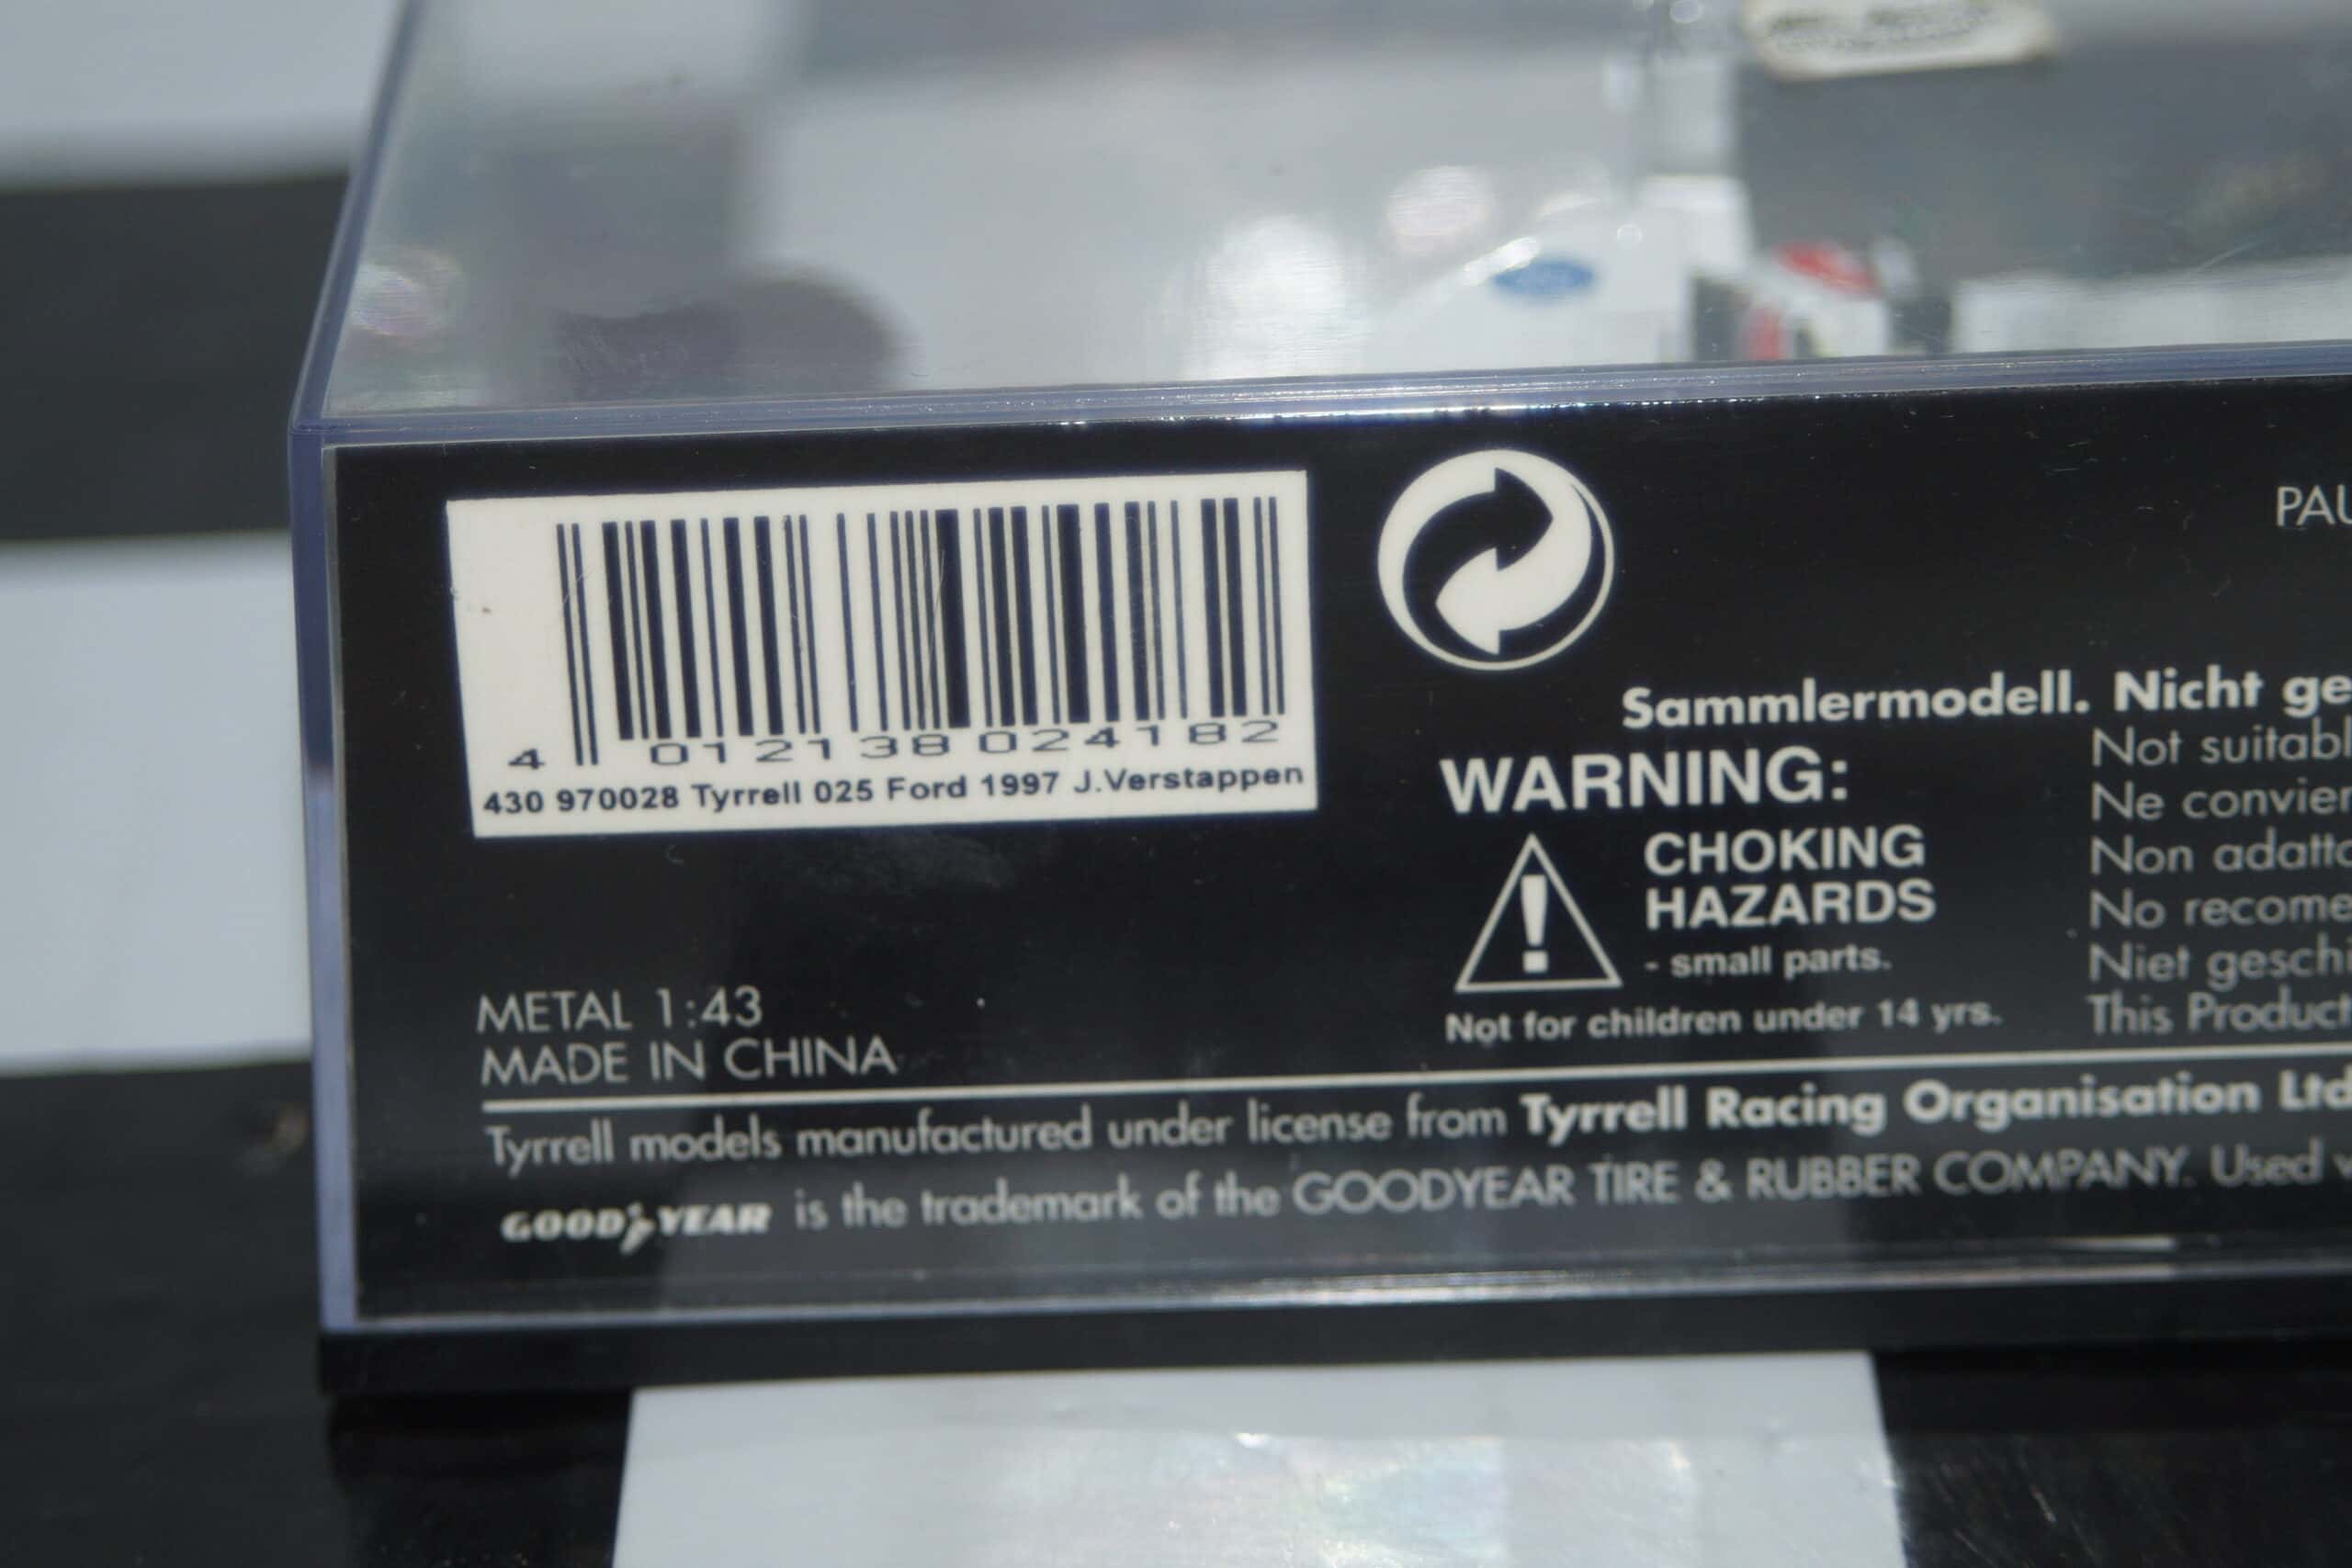 4 012138 024182
430 970028 Tyrrell 025 Ford 1997 J.Verstappen
PAU
Sammlermodell. Nicht ge
WARNING:
CHOKING
HAZARDS
- small parts.
Not for children under 14 yrs.
Not suitabl
Ne convien
Non adatto
No recome
Niet geschi
This Product
METAL 1:43
MADE IN CHINA
Tyrrell models manufactured under license from Tyrrell Racing Organisation Ltd
GOODYEAR is the trademark of the GOODYEAR TIRE & RUBBER COMPANY. Used